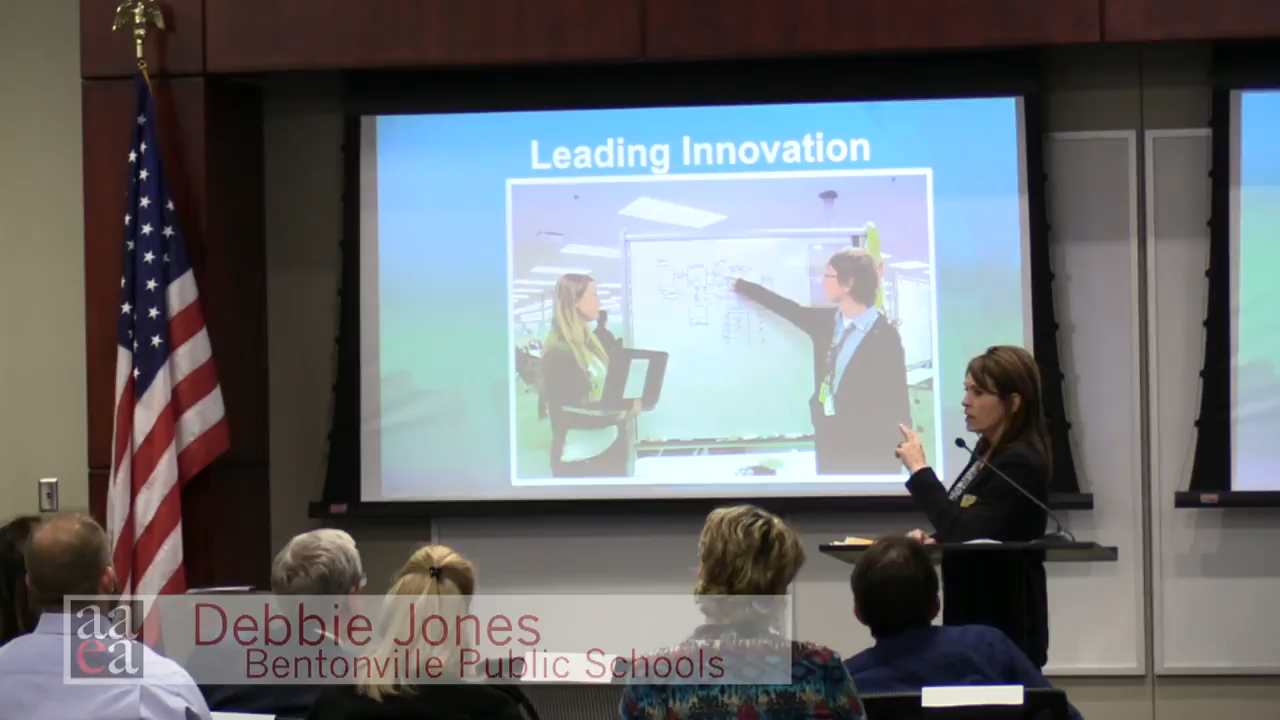 Leading Innovation
aa
ea
Debbie Jones
Bentonville Public Schools